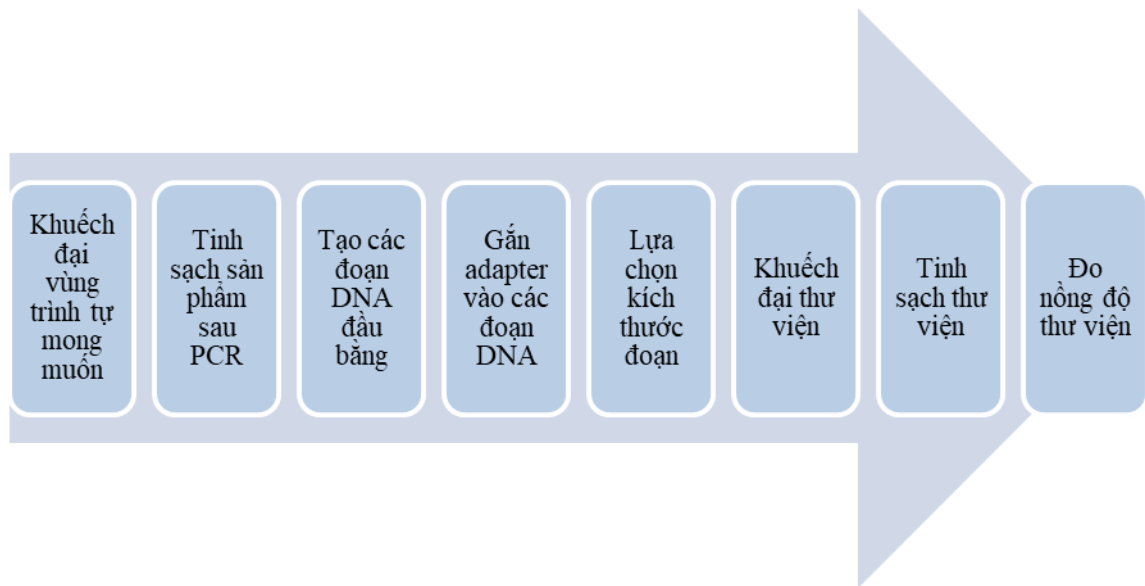 Khuếch
đại
vùng
trình tự
mong
muốn
Tinh
sạch sản
phẩm
sau
PCR
Tạo các
đoạn
DNA
đầu
bằng
Gắn
adapter
vào các
đoạn
DNA
Lựa
chọn
kích
thước
đoạn
Khuếch
đại thư
viện
Tinh
sạch thư
viện
Đo
nồng độ
thư viện